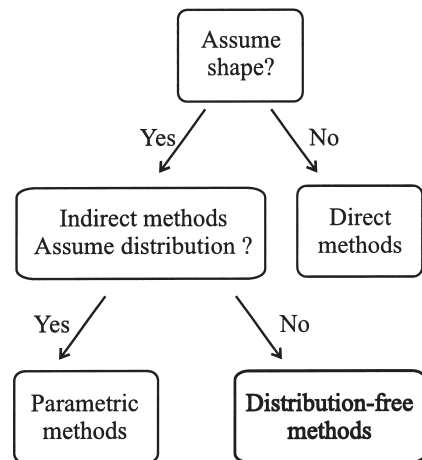 Assume
shape?
Yes
No
Indirect methods
Assume distribution ?
Direct
methods
Yes
No
Parametric
methods
Distribution-free
methods